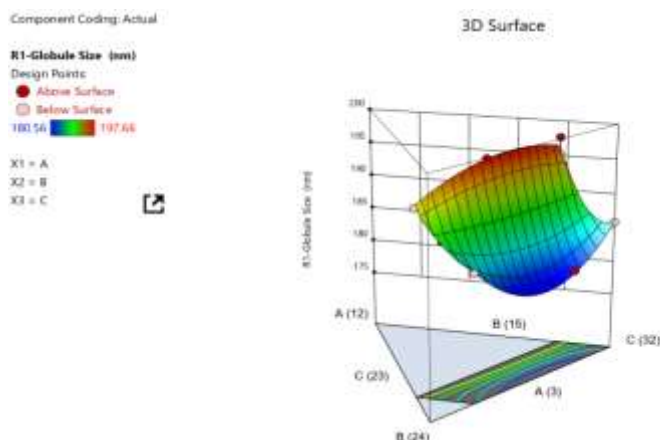 Component Coding: Actual
3D Surface
R1-Globule Size (nm)
Design Points:
Above Surface
Below Surface
180.56 197.66
X1 = A
X2 = B
X3 = C
R1-Globule Size (nm)
200
195
190
185
180
175
A (12)
B (15)
C (32)
C (23)
A (3)
B (24)